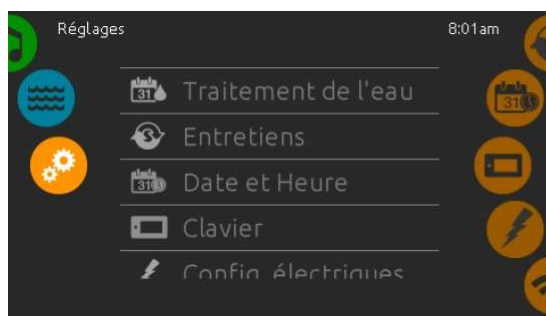 Réglages 8:01am
Traitement de l'eau
Entretiens
Date et Heure
Clavier
Config. électriques